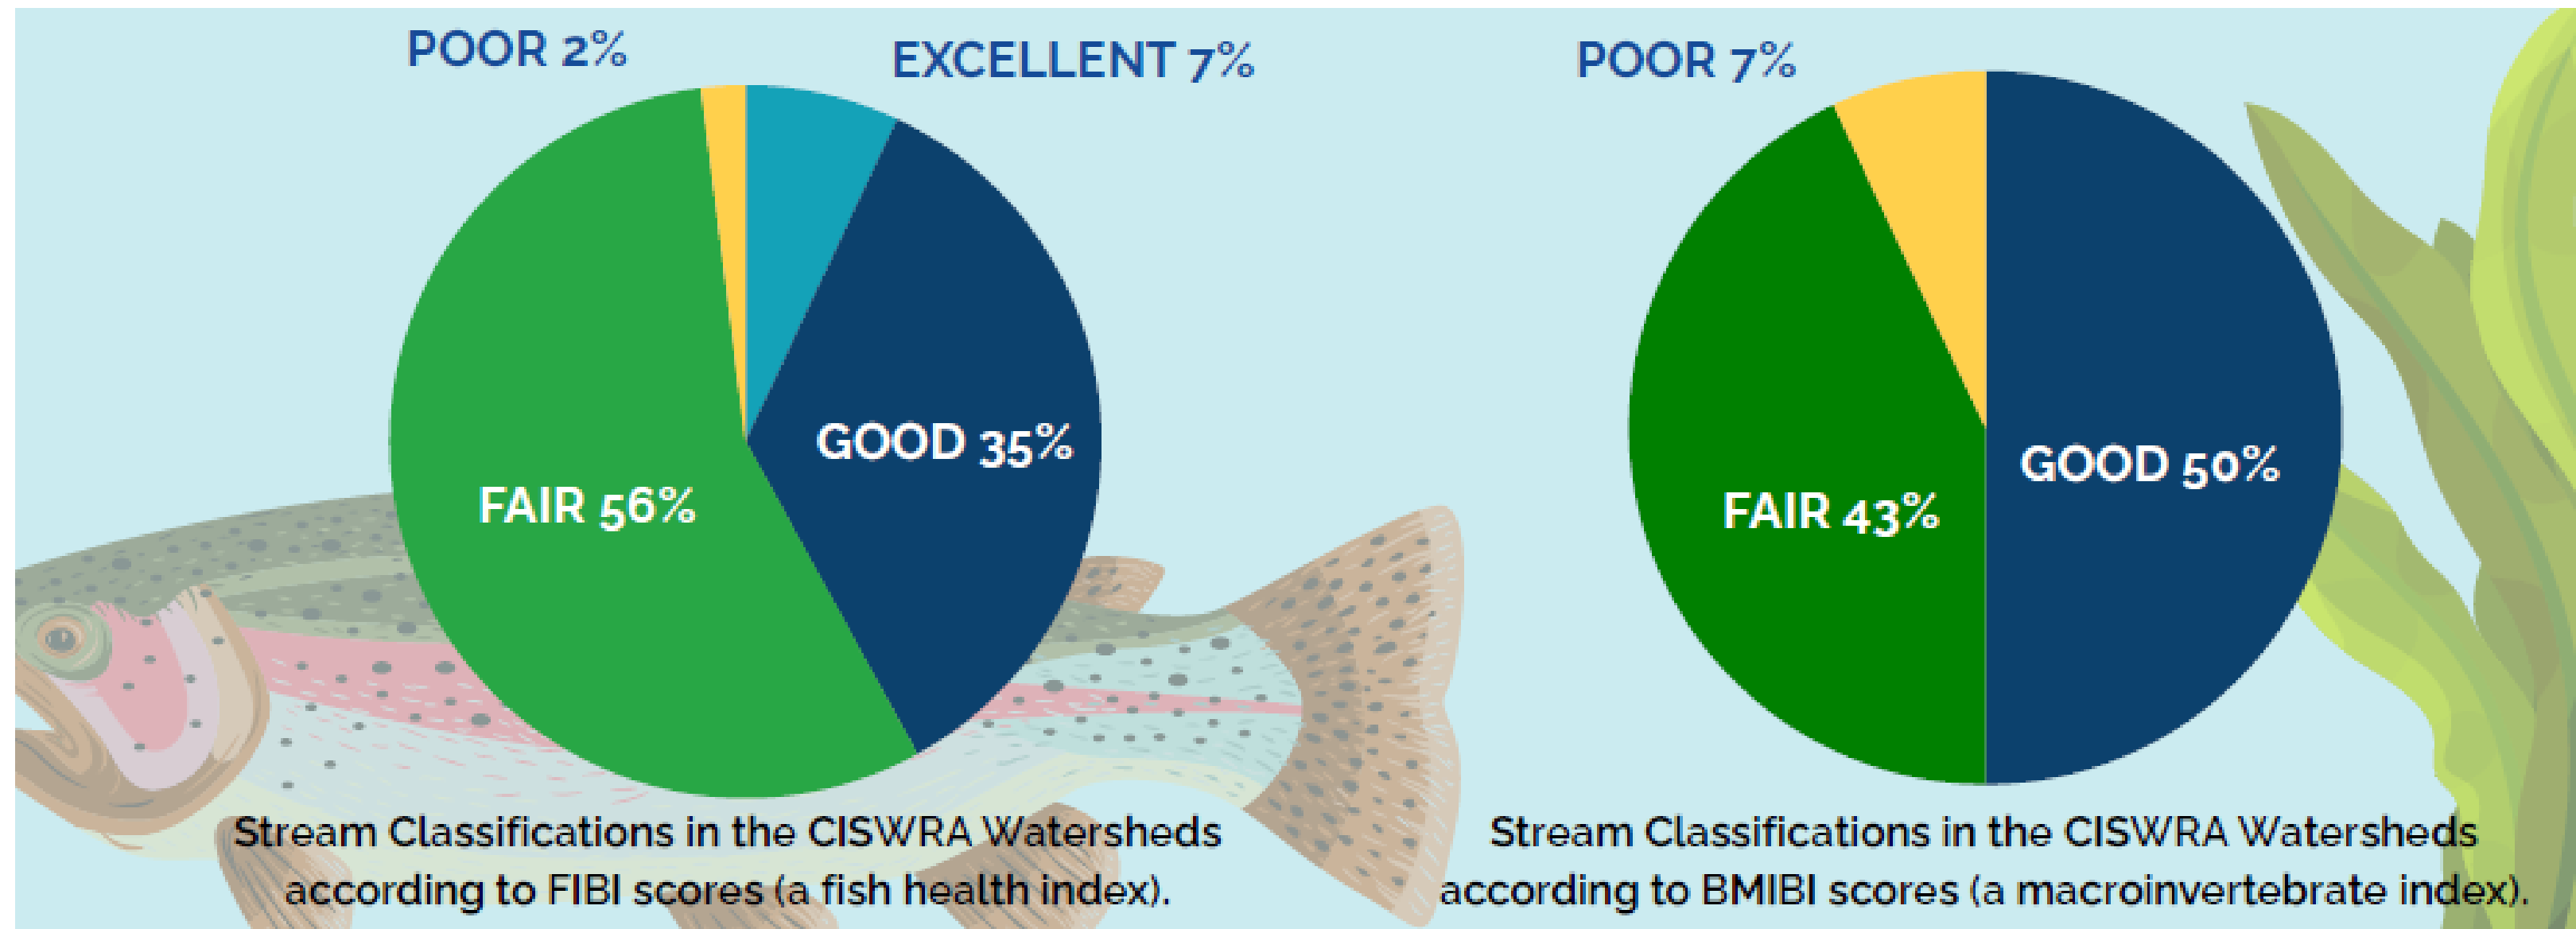 POOR 2%
EXCELLENT 7%
GOOD 35%
FAIR 56%
Stream Classifications in the CISWRA Watersheds
according to FIBI scores (a fish health index).
POOR 7%
GOOD 50%
FAIR 43%
Stream Classifications in the CISWRA Watersheds
according to BMIBI scores (a macroinvertebrate index).